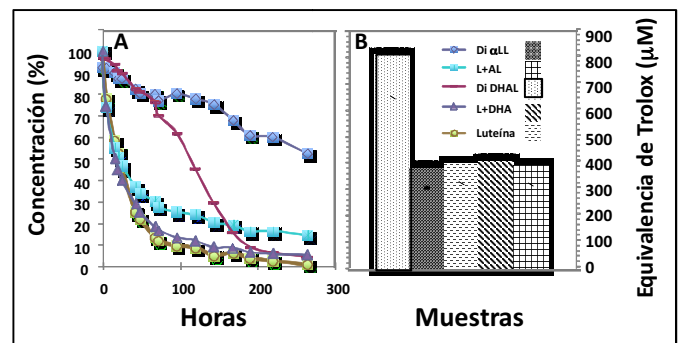 A
B
Concentración (%)
100
90
80
70
60
50
40
30
20
10
0
0
100
200
300
Horas
Di αLL
L+AL
Di DHAL
L+DHA
Luteína
Muestras
900
800
700
600
500
400
300
200
100
0
Equivalencia de Trolox (μM)